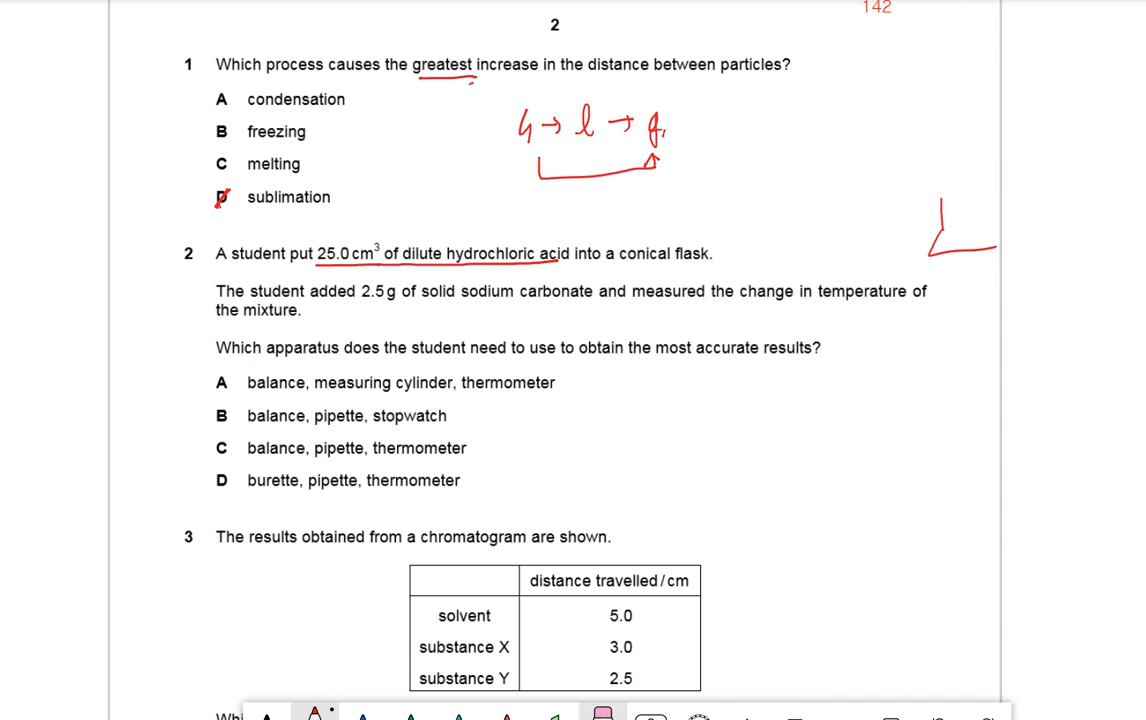 142
2
1 Which process causes the greatest increase in the distance between particles?
A condensation
B freezing
C melting
D sublimation
→ l → g
2 A student put 25.0 cm³ of dilute hydrochloric acid into a conical flask.
The student added 2.5 g of solid sodium carbonate and measured the change in temperature of
the mixture.
Which apparatus does the student need to use to obtain the most accurate results?
A balance, measuring cylinder, thermometer
B balance, pipette, stopwatch
C balance, pipette, thermometer
D burette, pipette, thermometer
3 The results obtained from a chromatogram are shown.
distance travelled / cm
solvent 5.0
substance X 3.0
substance Y 2.5